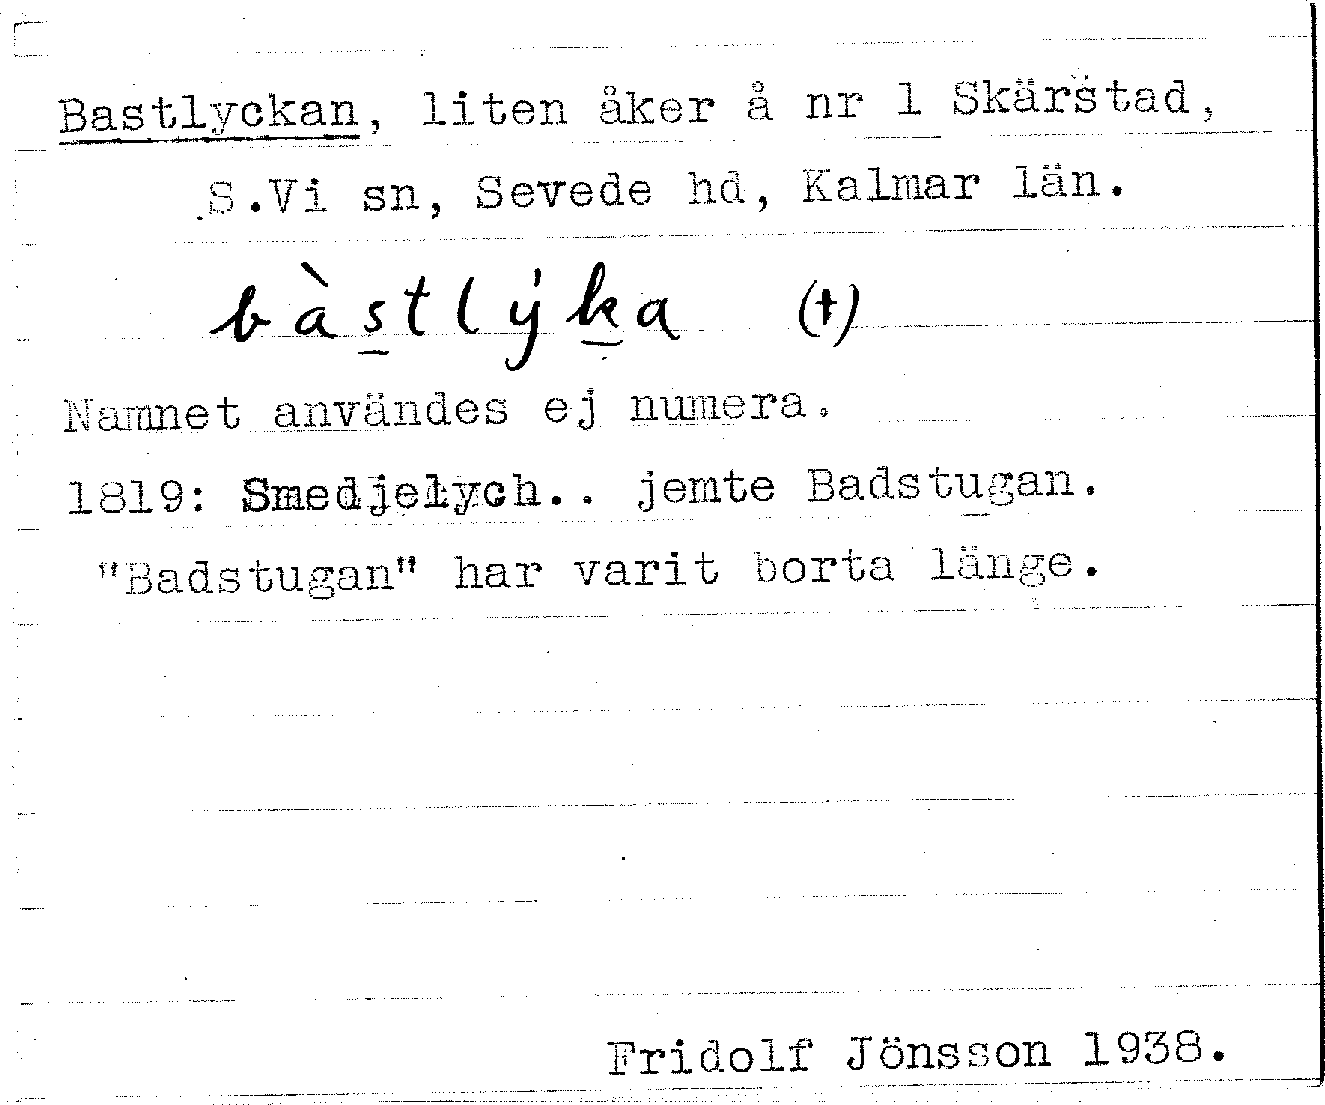 Bastlyckan, liten åker å nr 1 Skärstad,
S.Vi sn, Sevede hd, Kalmar län.
bàstlýka (†)
Namnet användes ej numera.
1819: Smedjelych.. jemte Badstugan.
"Badstugan" har varit borta länge.
Fridolf Jönsson 1938.